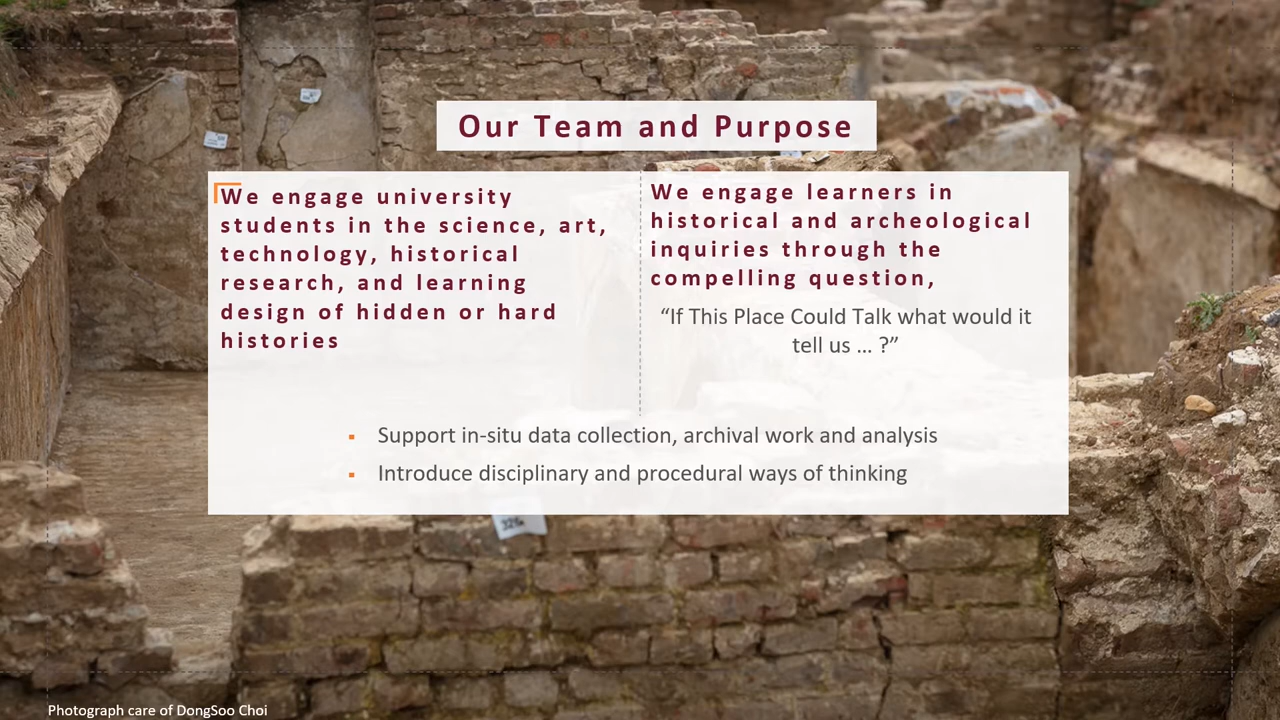 Our Team and Purpose
We engage university
students in the science, art,
technology, historical
research, and learning
design of hidden or hard
histories
We engage learners in
historical and archeological
inquiries through the
compelling question,
“If This Place Could Talk what would it
tell us … ?”
Support in-situ data collection, archival work and analysis
Introduce disciplinary and procedural ways of thinking
Photograph care of DongSoo Choi